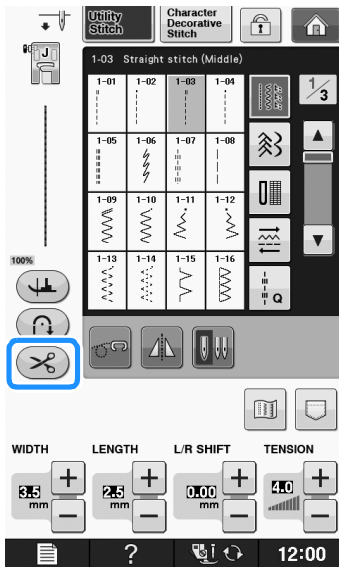 Utility
Stitch
Character
Decorative
Stitch
J
1-03 Straight stitch (Middle)
1-01 1-02 1-03 1-04
1/3
1-05 1-06 1-07 1-08
1-09 1-10 1-11 1-12
1-13 1-14 1-15 1-16
100%
Q
WIDTH LENGTH L/R SHIFT TENSION
3.5 mm + − 2.5 mm + − 0.00 mm + − 4.0 + −
? 12:00